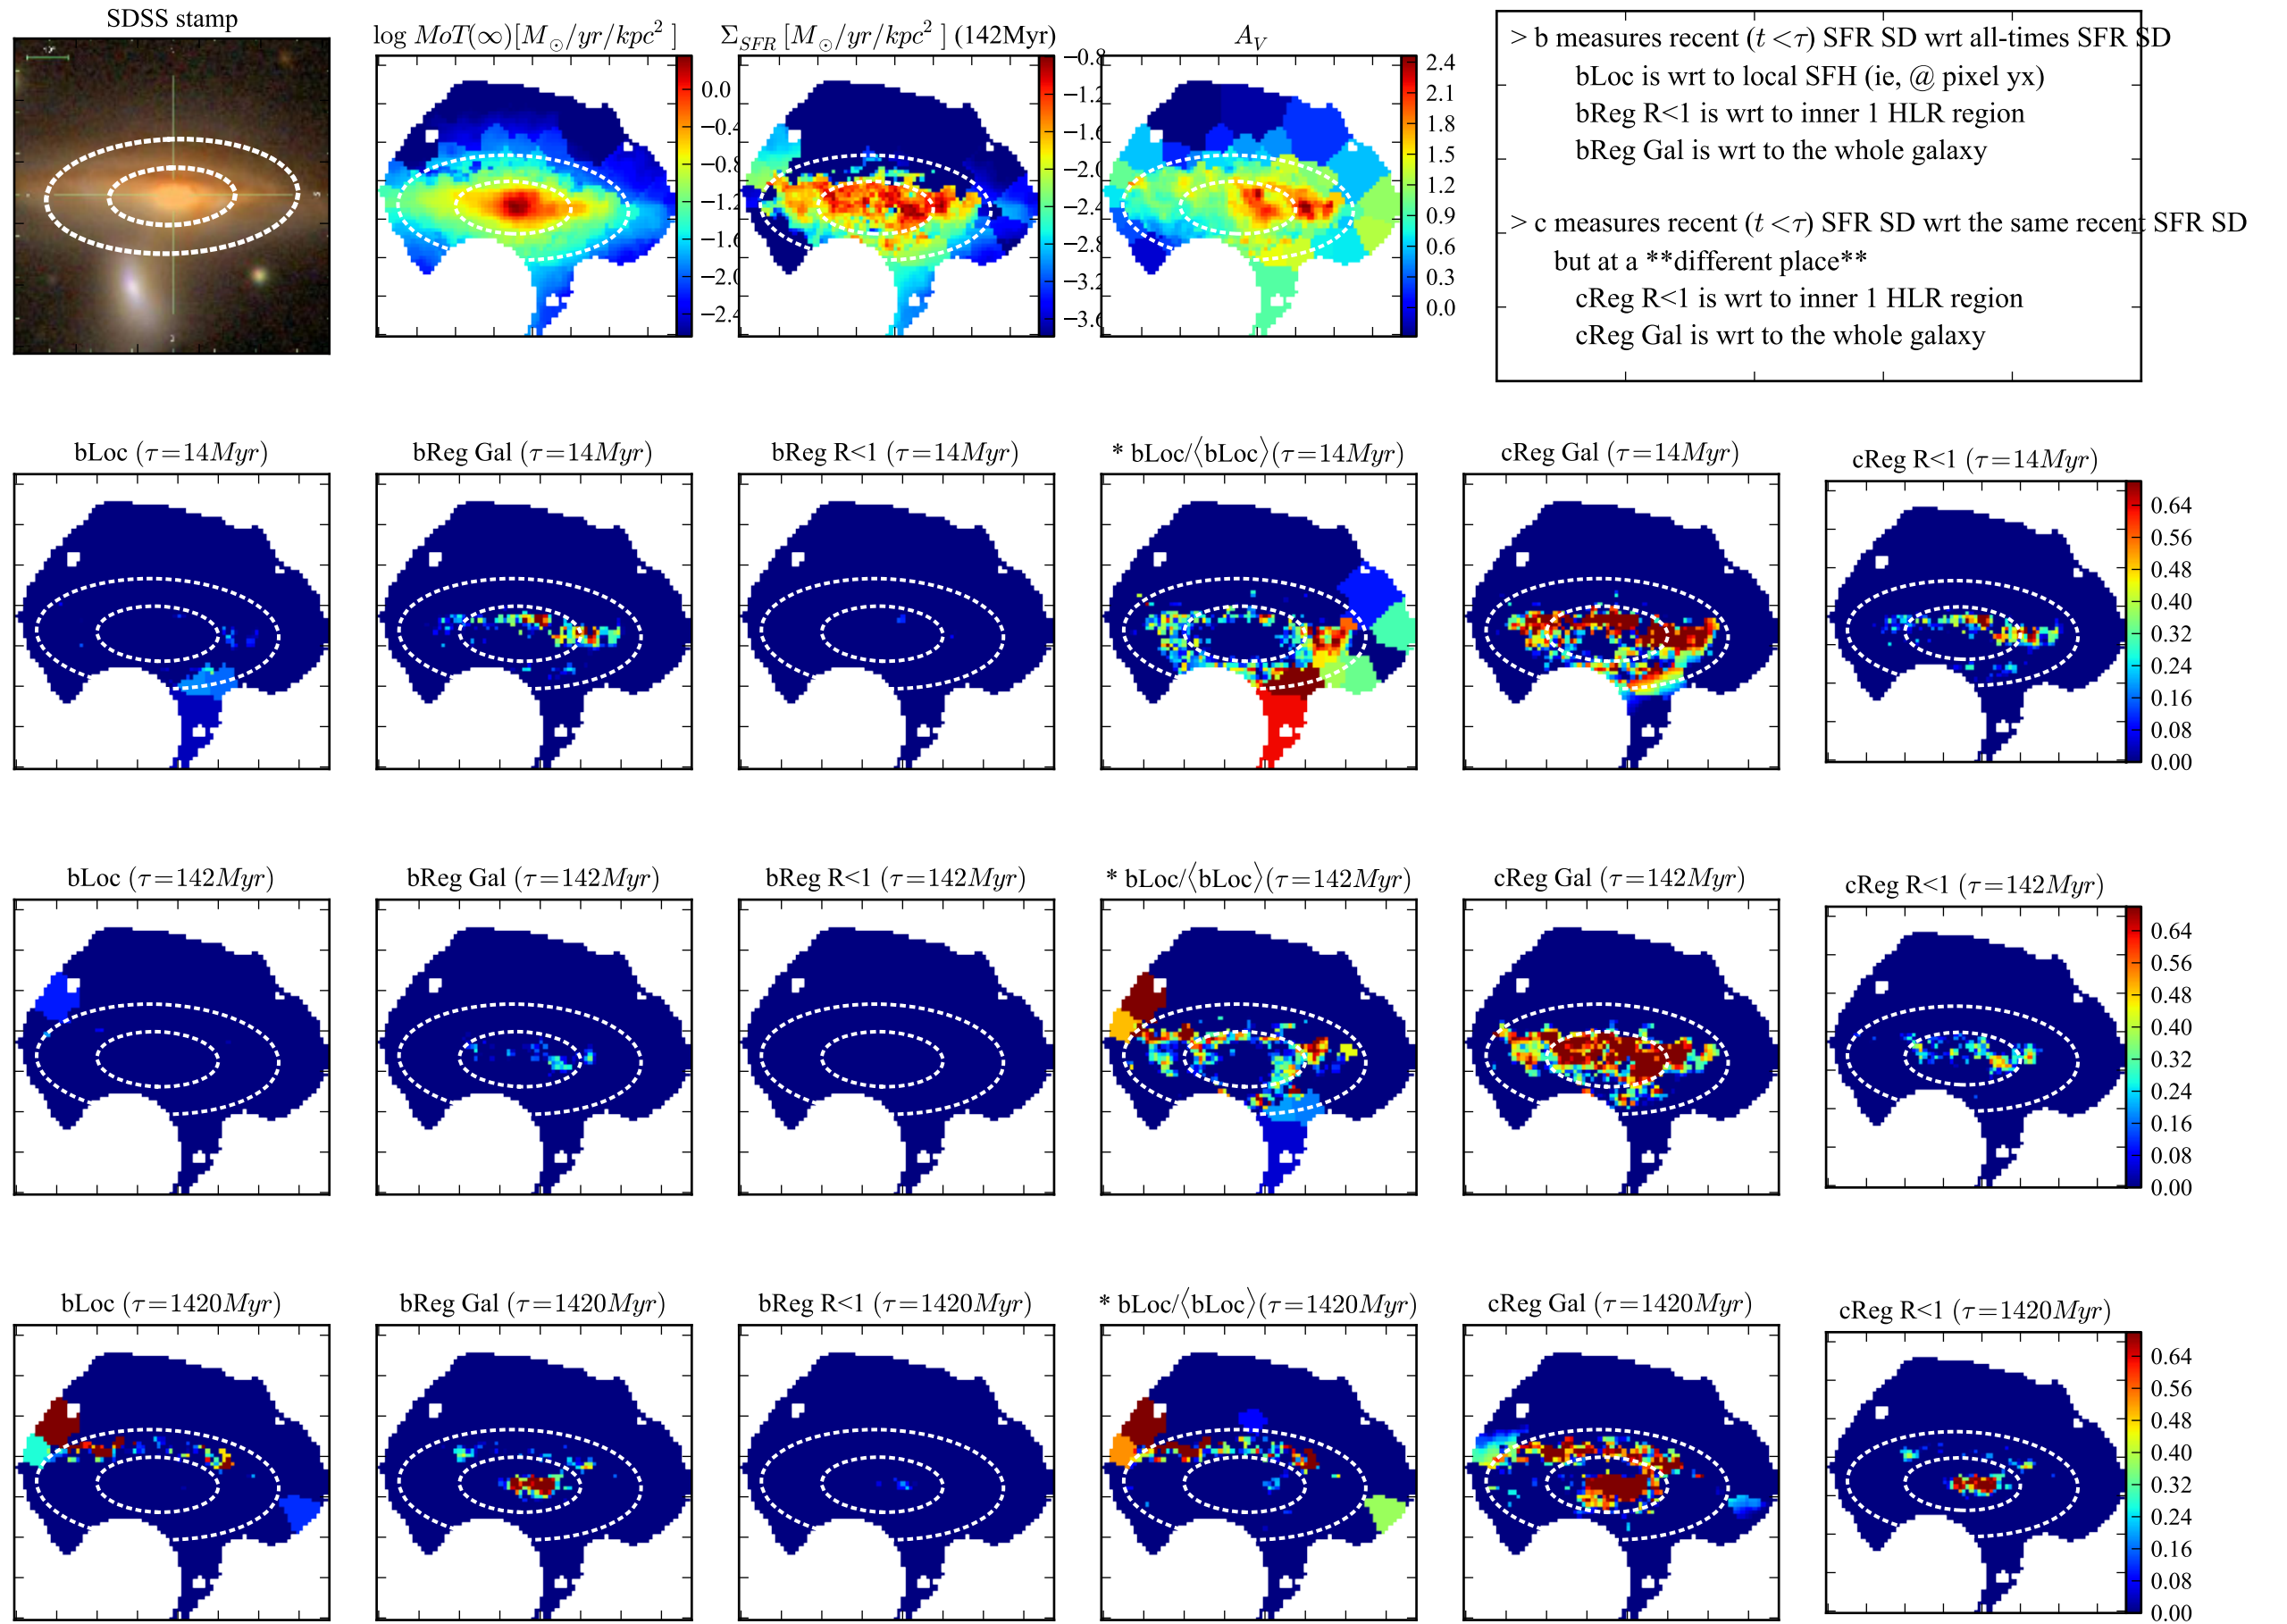 SDSS stamp
log MoT(∞)[M⊙/yr/kpc² ]
Σ_SFR [M⊙/yr/kpc² ] (142Myr)
A_V
0.0
−0.4
−0.8
−1.2
−1.6
−2.0
−2.4
−0.8
−1.2
−1.6
−2.0
−2.4
−2.8
−3.2
−3.6
2.4
2.1
1.8
1.5
1.2
0.9
0.6
0.3
0.0
> b measures recent (t <τ) SFR SD wrt all-times SFR SD
bLoc is wrt to local SFH (ie, @ pixel yx)
bReg R<1 is wrt to inner 1 HLR region
bReg Gal is wrt to the whole galaxy
> c measures recent (t <τ) SFR SD wrt the same recent SFR SD
but at a **different place**
cReg R<1 is wrt to inner 1 HLR region
cReg Gal is wrt to the whole galaxy
bLoc (τ=14Myr)
bReg Gal (τ=14Myr)
bReg R<1 (τ=14Myr)
* bLoc/⟨bLoc⟩(τ=14Myr)
cReg Gal (τ=14Myr)
cReg R<1 (τ=14Myr)
0.64
0.56
0.48
0.40
0.32
0.24
0.16
0.08
0.00
bLoc (τ=142Myr)
bReg Gal (τ=142Myr)
bReg R<1 (τ=142Myr)
* bLoc/⟨bLoc⟩(τ=142Myr)
cReg Gal (τ=142Myr)
cReg R<1 (τ=142Myr)
0.64
0.56
0.48
0.40
0.32
0.24
0.16
0.08
0.00
bLoc (τ=1420Myr)
bReg Gal (τ=1420Myr)
bReg R<1 (τ=1420Myr)
* bLoc/⟨bLoc⟩(τ=1420Myr)
cReg Gal (τ=1420Myr)
cReg R<1 (τ=1420Myr)
0.64
0.56
0.48
0.40
0.32
0.24
0.16
0.08
0.00